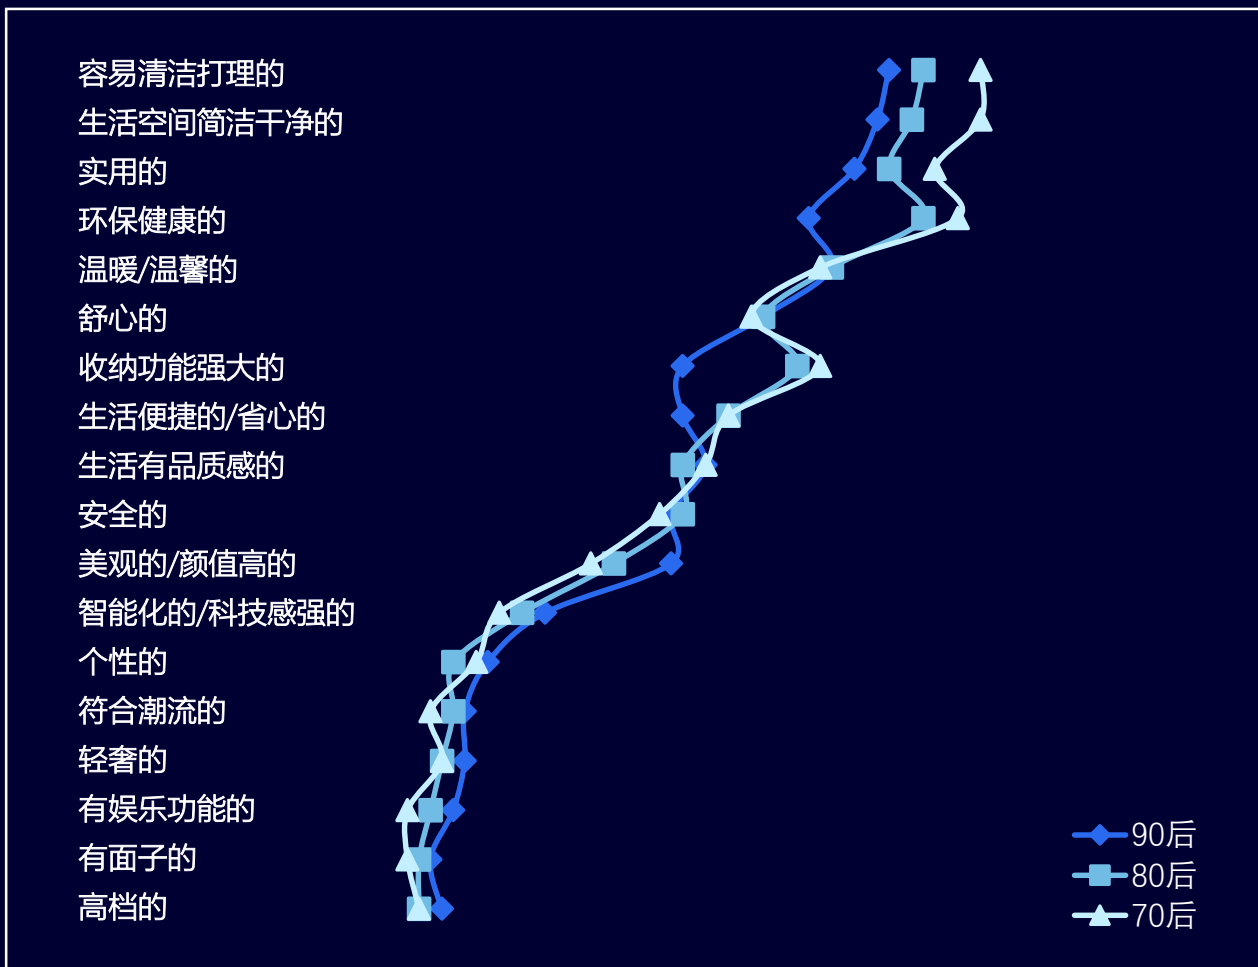 容易清洁打理的
生活空间简洁干净的
实用的
环保健康的
温暖/温馨的
舒心的
收纳功能强大的
生活便捷的/省心的
生活有品质感的
安全的
美观的/颜值高的
智能化的/科技感强的
个性的
符合潮流的
轻奢的
有娱乐功能的
有面子的
高档的
90后
80后
70后